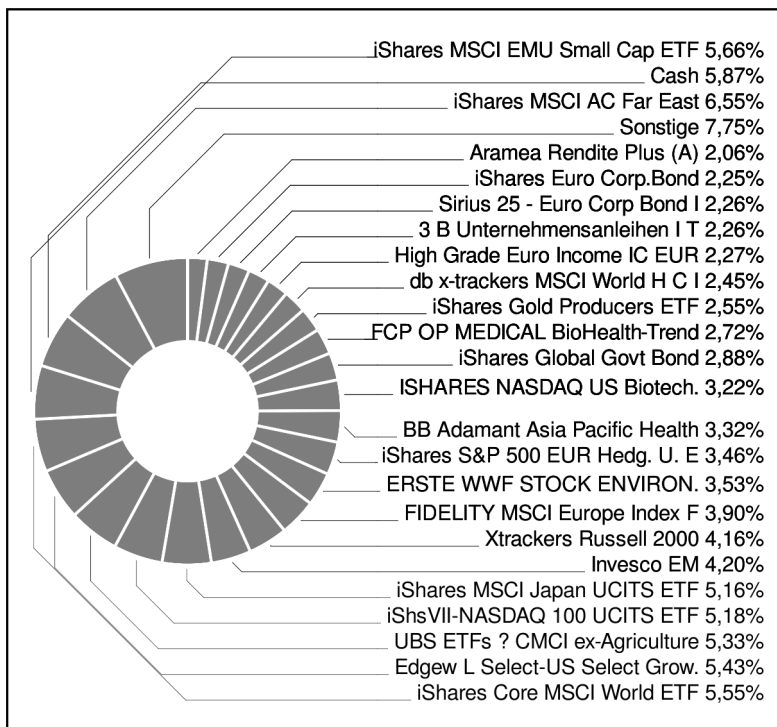 iShares MSCI EMU Small Cap ETF 5,66%
Cash 5,87%
iShares MSCI AC Far East 6,55%
Sonstige 7,75%
Aramea Rendite Plus (A) 2,06%
iShares Euro Corp.Bond 2,25%
Sirius 25 - Euro Corp Bond I 2,26%
3 B Unternehmensanleihen I T 2,26%
High Grade Euro Income IC EUR 2,27%
db x-trackers MSCI World H C I 2,45%
iShares Gold Producers ETF 2,55%
FCP OP MEDICAL BioHealth-Trend 2,72%
iShares Global Govt Bond 2,88%
ISHARES NASDAQ US Biotech. 3,22%
BB Adamant Asia Pacific Health 3,32%
iShares S&P 500 EUR Hedg. U. E 3,46%
ERSTE WWF STOCK ENVIRON. 3,53%
FIDELITY MSCI Europe Index F 3,90%
Xtrackers Russell 2000 4,16%
Invesco EM 4,20%
iShares MSCI Japan UCITS ETF 5,16%
iShsVII-NASDAQ 100 UCITS ETF 5,18%
UBS ETFs ? CMCI ex-Agriculture 5,33%
Edgew L Select-US Select Grow. 5,43%
iShares Core MSCI World ETF 5,55%